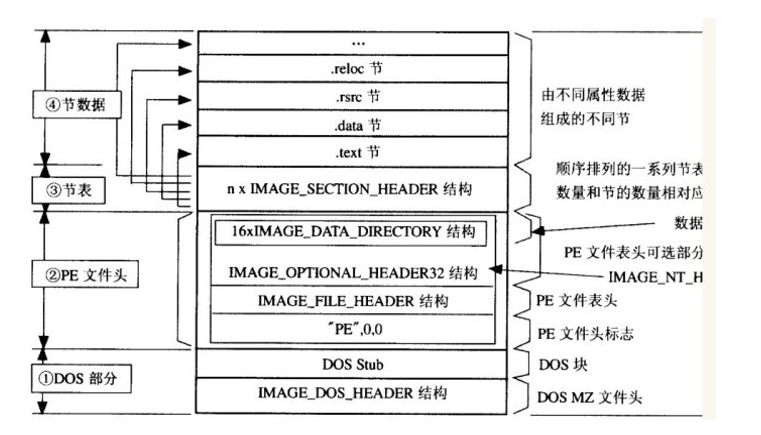 ...
.reloc 节
.rsrc 节
.data 节
.text 节
④节数据
由不同属性数据
组成的不同节
③节表
n x IMAGE_SECTION_HEADER 结构
顺序排列的一系列节表
数量和节的数量相对应
②PE 文件头
16xIMAGE_DATA_DIRECTORY 结构
数据
PE 文件表头可选部分
IMAGE_OPTIONAL_HEADER32 结构
IMAGE_NT_H
IMAGE_FILE_HEADER 结构
PE 文件表头
"PE",0,0
PE 文件头标志
①DOS 部分
DOS Stub
DOS 块
IMAGE_DOS_HEADER 结构
DOS MZ 文件头